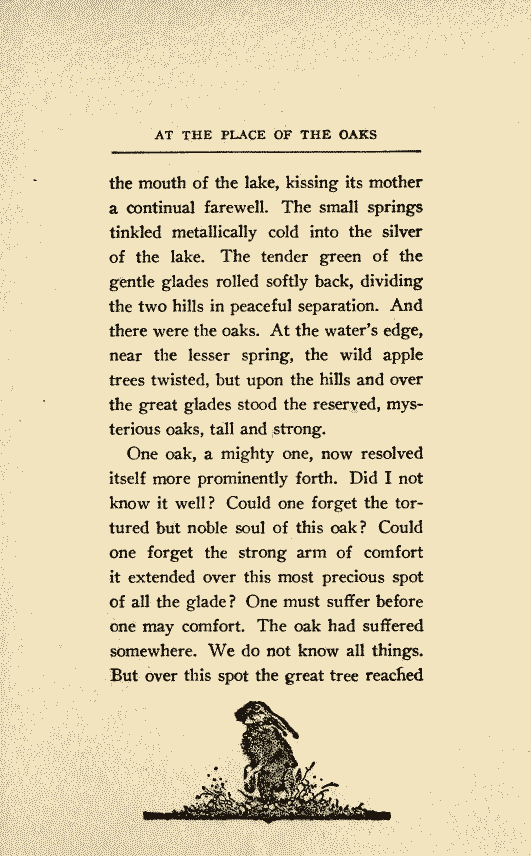 AT THE PLACE OF THE OAKS
the mouth of the lake, kissing its mother
a continual farewell. The small springs
tinkled metallically cold into the silver
of the lake. The tender green of the
gentle glades rolled softly back, dividing
the two hills in peaceful separation. And
there were the oaks. At the water's edge,
near the lesser spring, the wild apple
trees twisted, but upon the hills and over
the great glades stood the reserved, mys-
terious oaks, tall and strong.
One oak, a mighty one, now resolved
itself more prominently forth. Did I not
know it well? Could one forget the tor-
tured but noble soul of this oak? Could
one forget the strong arm of comfort
it extended over this most precious spot
of all the glade? One must suffer before
one may comfort. The oak had suffered
somewhere. We do not know all things.
But over this spot the great tree reached